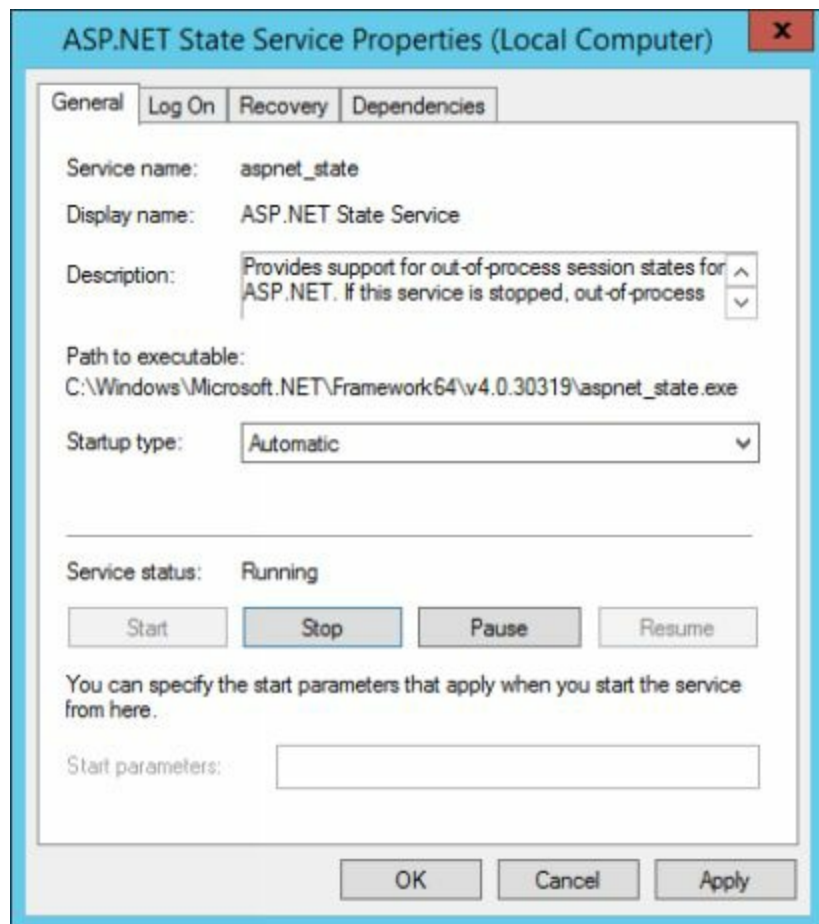 ASP.NET State Service Properties (Local Computer)
x
General Log On Recovery Dependencies
Service name: aspnet_state
Display name: ASP.NET State Service
Description: Provides support for out-of-process session states for
ASP.NET. If this service is stopped, out-of-process
Path to executable:
C:\Windows\Microsoft.NET\Framework64\v4.0.30319\aspnet_state.exe
Startup type: Automatic
Service status: Running
Start Stop Pause Resume
You can specify the start parameters that apply when you start the service
from here.
Start parameters:
OK Cancel Apply